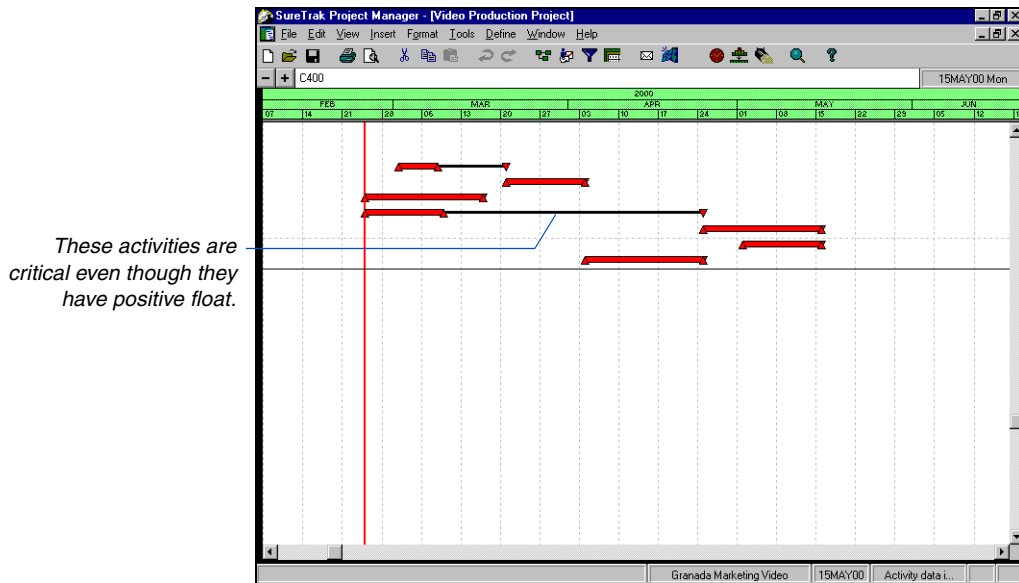 SureTrak Project Manager - [Video Production Project]
File Edit View Insert Format Tools Define Window Help
C400
15MAY00 Mon
2000
FEB MAR APR MAY JUN
07 14 21 28 06 13 20 27 03 10 17 24 01 08 15 22 29 05 12
These activities are
critical even though they
have positive float.
Granada Marketing Video 15MAY00 Activity data i...